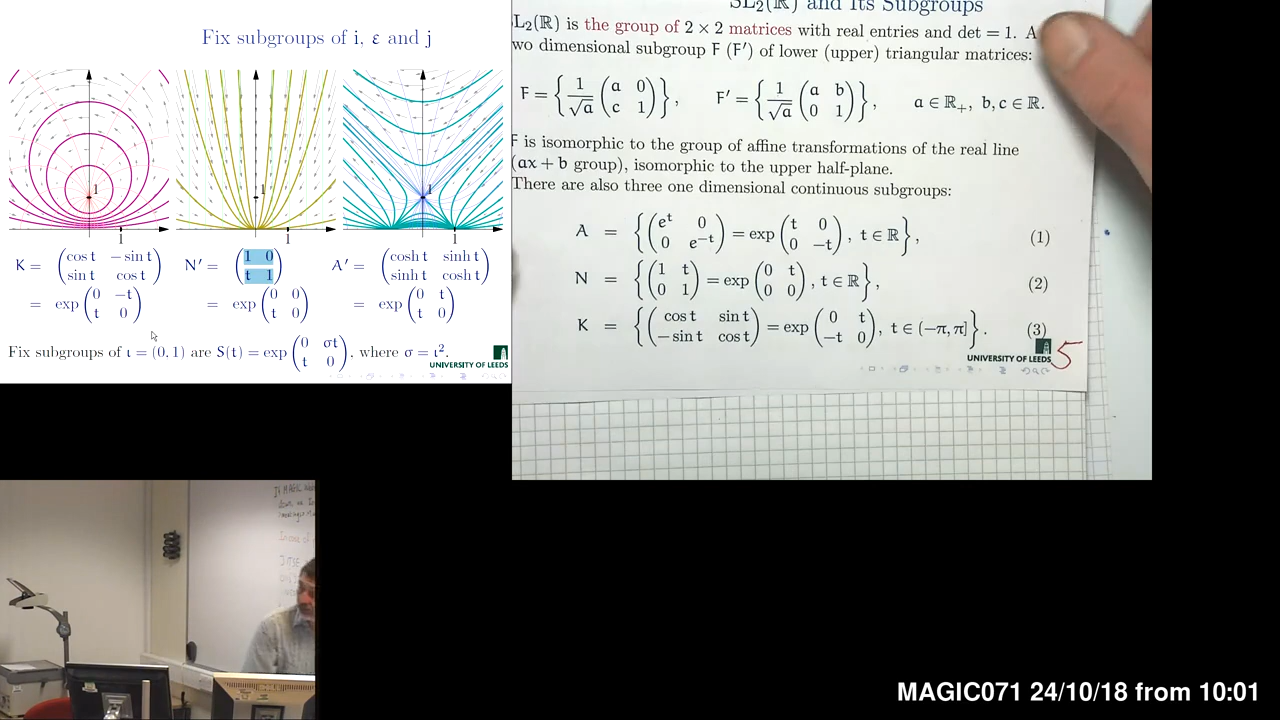 Fix subgroups of i, ε and j
1
1
1
1
1
1
K = (cos t − sin t
sin t cos t)
= exp (0 −t
t 0)
N′ = (1 0
t 1)
= exp (0 0
t 0)
A′ = (cosh t sinh t
sinh t cosh t)
= exp (0 t
t 0)
Fix subgroups of ι = (0, 1) are S(t) = exp (0 σt
t 0), where σ = ι².
UNIVERSITY OF LEEDS
SL₂(ℝ) and Its Subgroups
SL₂(ℝ) is the group of 2 × 2 matrices with real entries and det = 1. A
wo dimensional subgroup F (F′) of lower (upper) triangular matrices:
F = { 1/√a (a 0
c 1) }, F′ = { 1/√a (a b
0 1) }, a ∈ ℝ₊, b, c ∈ ℝ.
F is isomorphic to the group of affine transformations of the real line
(ax + b group), isomorphic to the upper half-plane.
There are also three one dimensional continuous subgroups:
A = { (eᵗ 0
0 e⁻ᵗ) = exp (t 0
0 −t), t ∈ ℝ }, (1)
N = { (1 t
0 1) = exp (0 t
0 0), t ∈ ℝ }, (2)
K = { (cos t sin t
− sin t cos t) = exp (0 t
−t 0), t ∈ (−π, π] }. (3)
UNIVERSITY OF LEEDS
5
MAGIC071 24/10/18 from 10:01